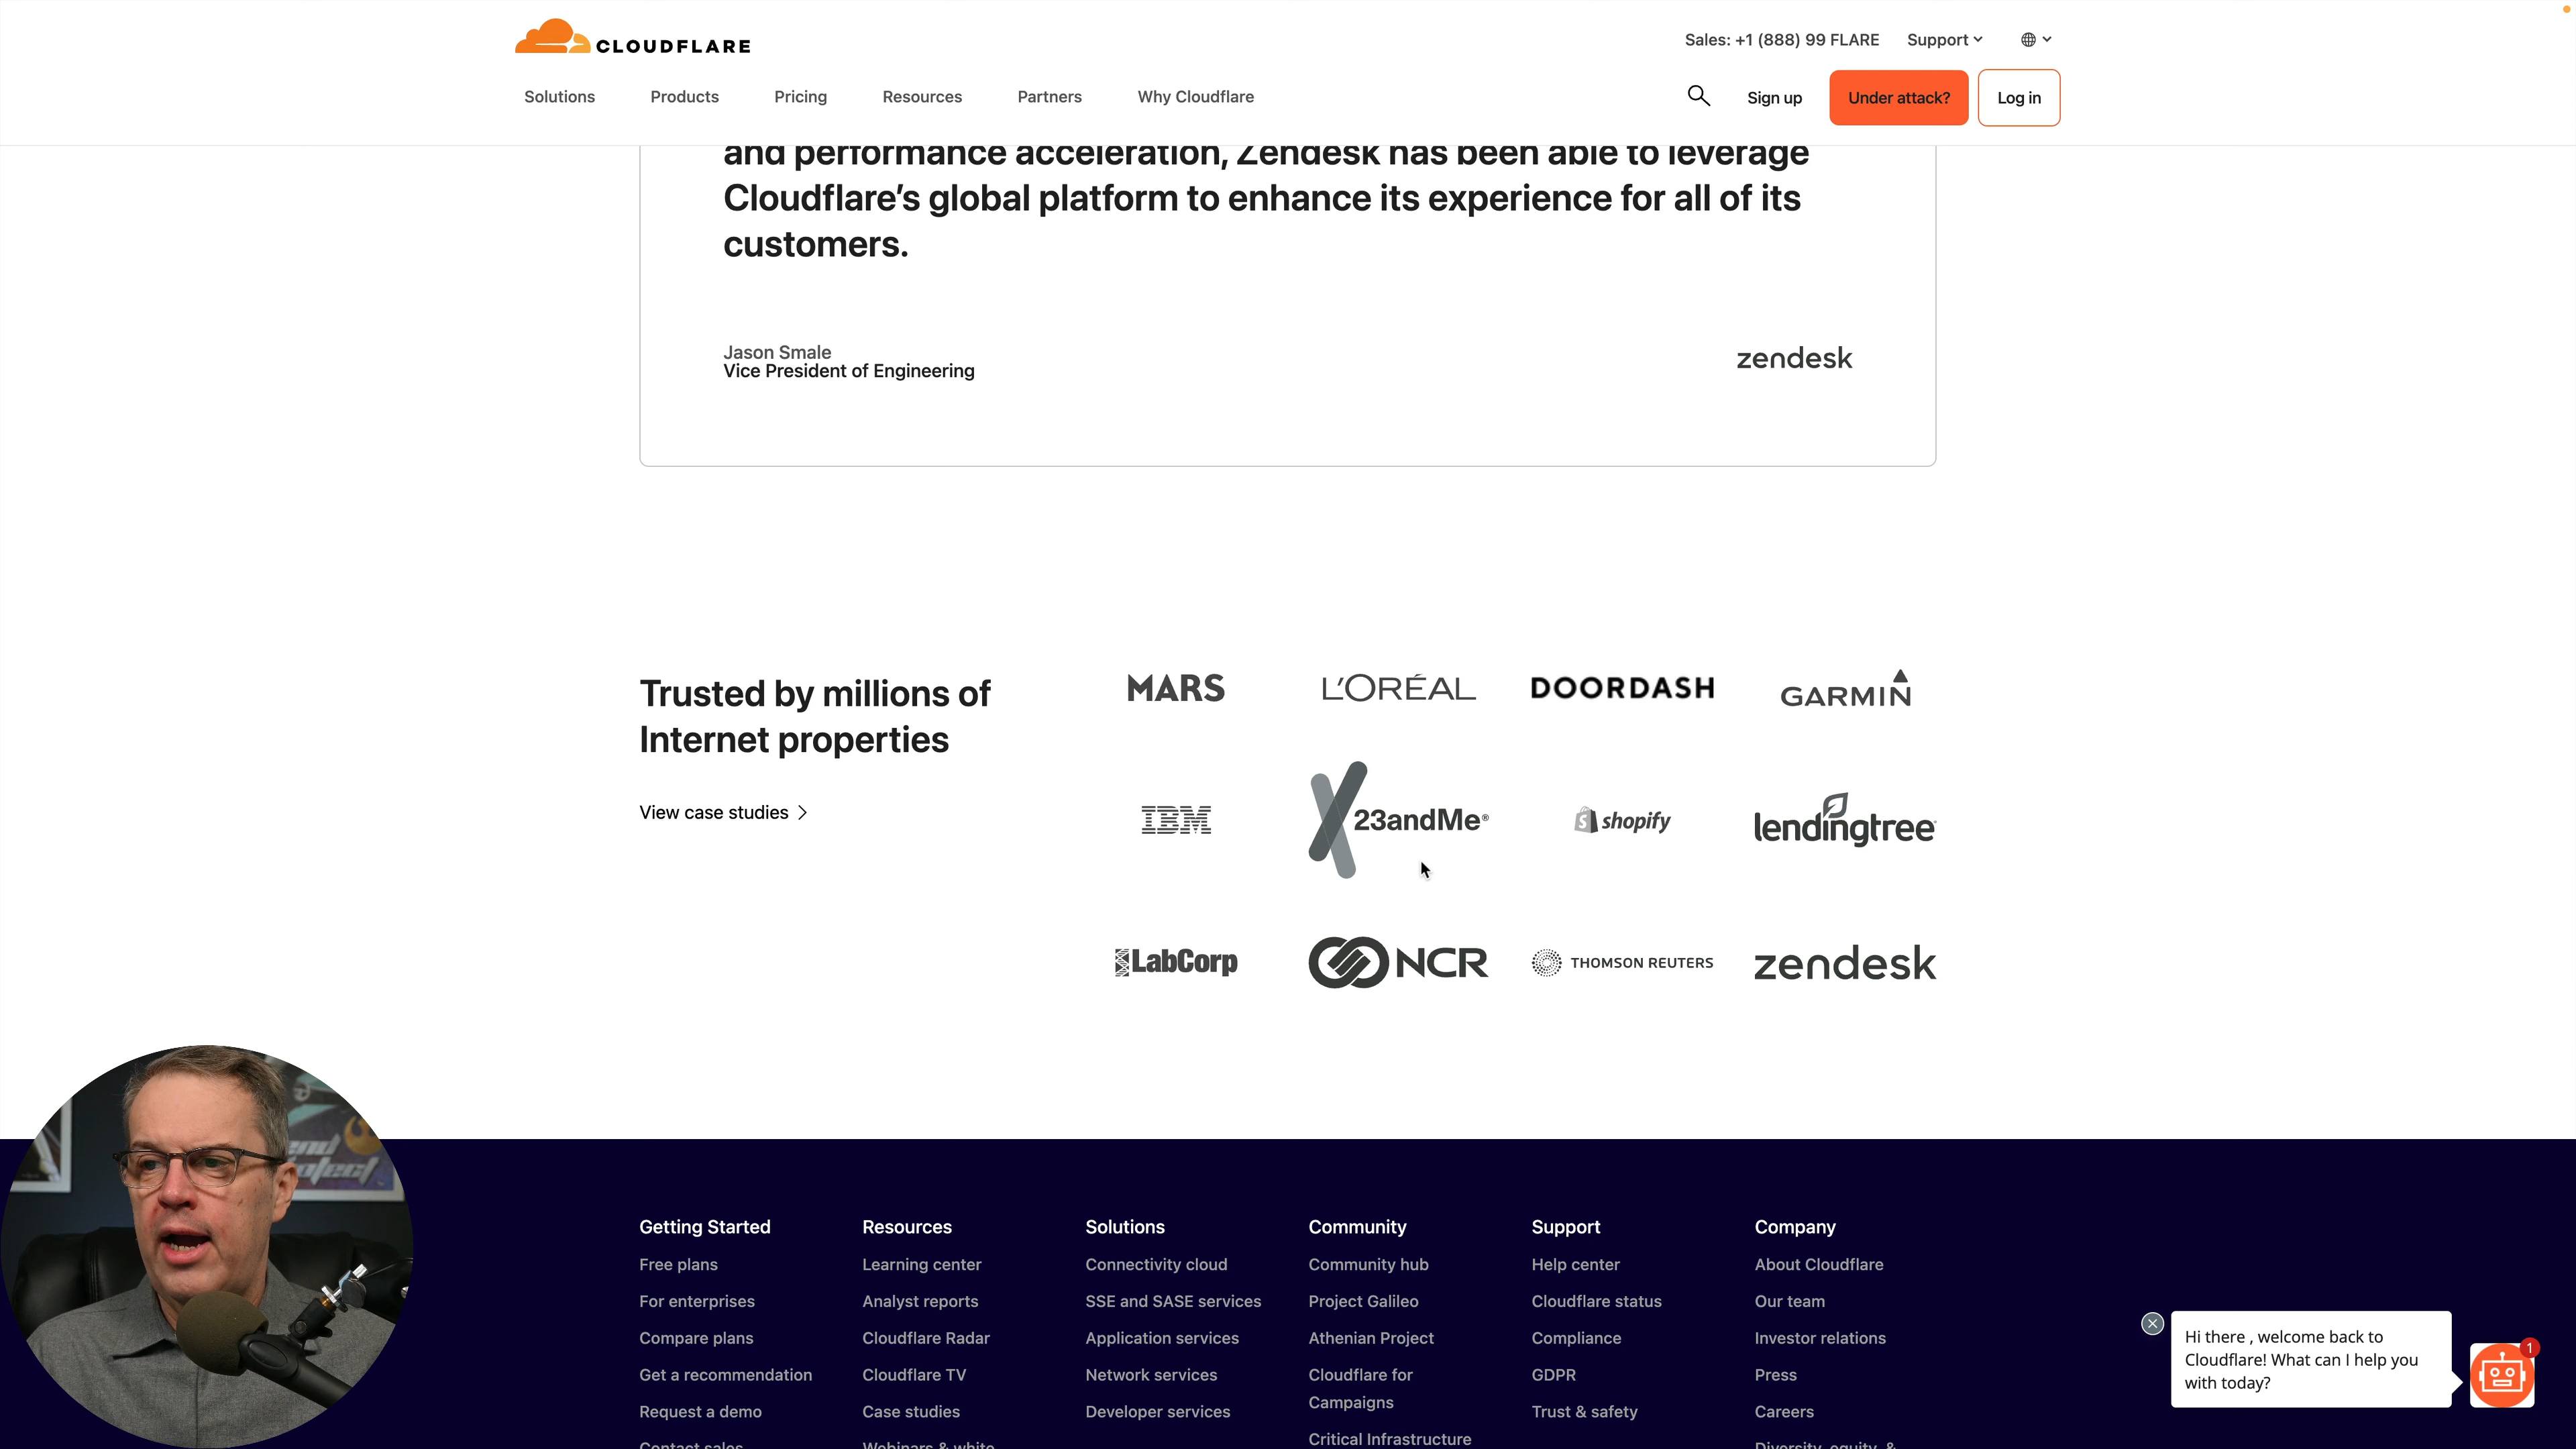 CLOUDFLARE
Sales: +1 (888) 99 FLARE
Support
Solutions
Products
Pricing
Resources
Partners
Why Cloudflare
Sign up
Under attack?
Log in
and performance acceleration, Zendesk has been able to leverage
Cloudflare’s global platform to enhance its experience for all of its
customers.
Jason Smale
Vice President of Engineering
zendesk
Trusted by millions of
Internet properties
View case studies
MARS
L'ORÉAL
DOORDASH
GARMIN
IBM
23andMe®
shopify
lendingtree
LabCorp
NCR
THOMSON REUTERS
zendesk
Getting Started
Free plans
For enterprises
Compare plans
Get a recommendation
Request a demo
Contact sales
Resources
Learning center
Analyst reports
Cloudflare Radar
Cloudflare TV
Case studies
Webinars & white
Solutions
Connectivity cloud
SSE and SASE services
Application services
Network services
Developer services
Community
Community hub
Project Galileo
Athenian Project
Cloudflare for
Campaigns
Critical Infrastructure
Support
Help center
Cloudflare status
Compliance
GDPR
Trust & safety
Company
About Cloudflare
Our team
Investor relations
Press
Careers
Diversity, equity, &
Hi there , welcome back to
Cloudflare! What can I help you
with today?
1